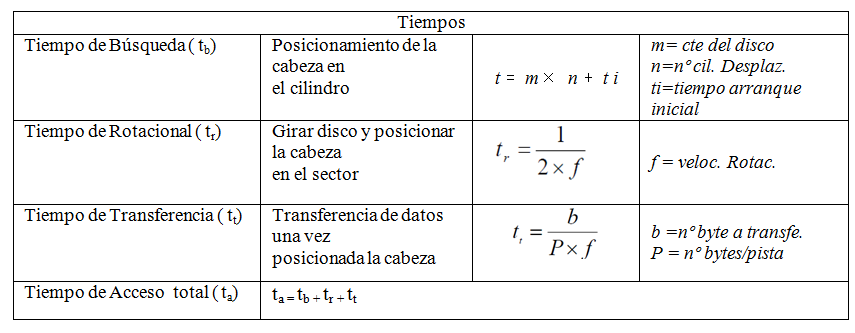 Tiempos
Tiempo de Búsqueda ( tb)
Posicionamiento de la
cabeza en
el cilindro
t = m × n + t i
m= cte del disco
n=nº cil. Desplaz.
ti=tiempo arranque
inicial
Tiempo de Rotacional ( tr)
Girar disco y posicionar
la cabeza
en el sector
tr = 1
2 × f
f = veloc. Rotac.
Tiempo de Transferencia ( tt)
Transferencia de datos
una vez
posicionada la cabeza
tt = b
P × f
b =nº byte a transfe.
P = nº bytes/pista
Tiempo de Acceso total ( ta)
ta = tb + tr + tt